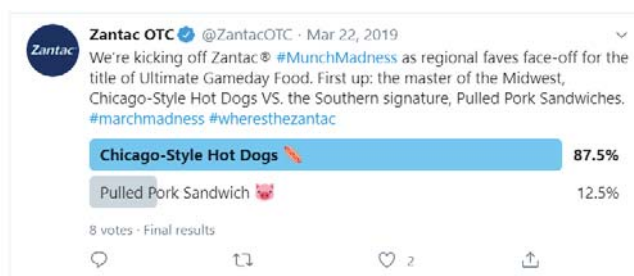 Zantac
Zantac OTC @ZantacOTC · Mar 22, 2019
We're kicking off Zantac® #MunchMadness as regional faves face-off for the
title of Ultimate Gameday Food. First up: the master of the Midwest,
Chicago-Style Hot Dogs VS. the Southern signature, Pulled Pork Sandwiches.
#marchmadness #wheresthezantac
Chicago-Style Hot Dogs 🌭 87.5%
Pulled Pork Sandwich 🐷 12.5%
8 votes · Final results
2